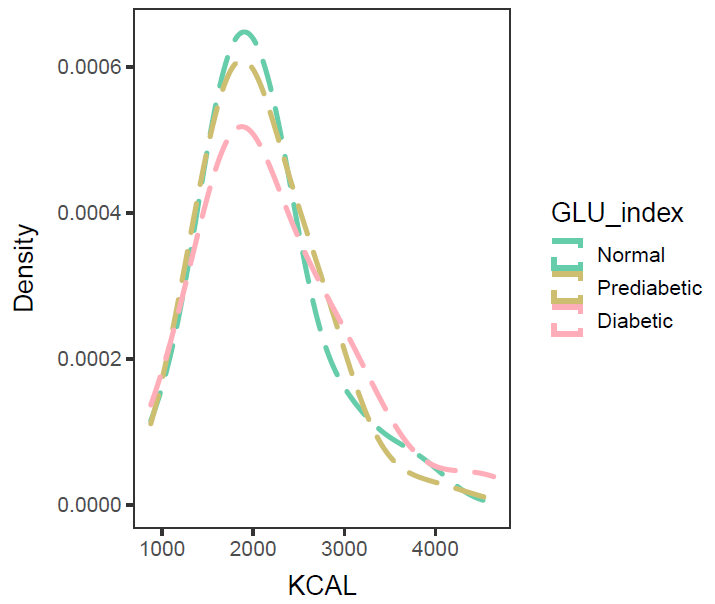 0.0006
0.0004
0.0002
0.0000
Density
1000 2000 3000 4000
KCAL
GLU_index
Normal
Prediabetic
Diabetic